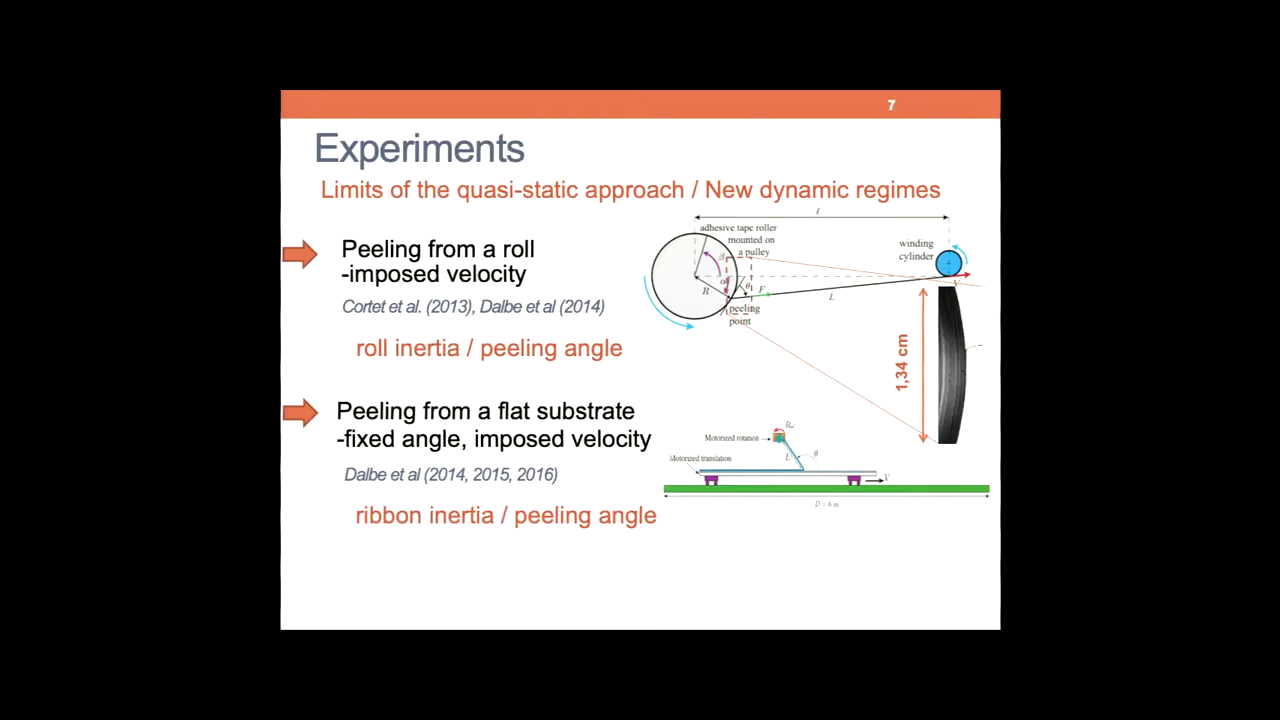 7
Experiments
Limits of the quasi-static approach / New dynamic regimes
Peeling from a roll
-imposed velocity
Cortet et al. (2013), Dalbe et al (2014)
roll inertia / peeling angle
Peeling from a flat substrate
-fixed angle, imposed velocity
Dalbe et al (2014, 2015, 2016)
ribbon inertia / peeling angle
ℓ
adhesive tape roller
mounted on
a pulley
winding
cylinder
β
α
θ
R
F
L
V
peeling
point
1,34 cm
Rω
Motorized rotation
θ
L
Motorized translation
V
D = 6 m